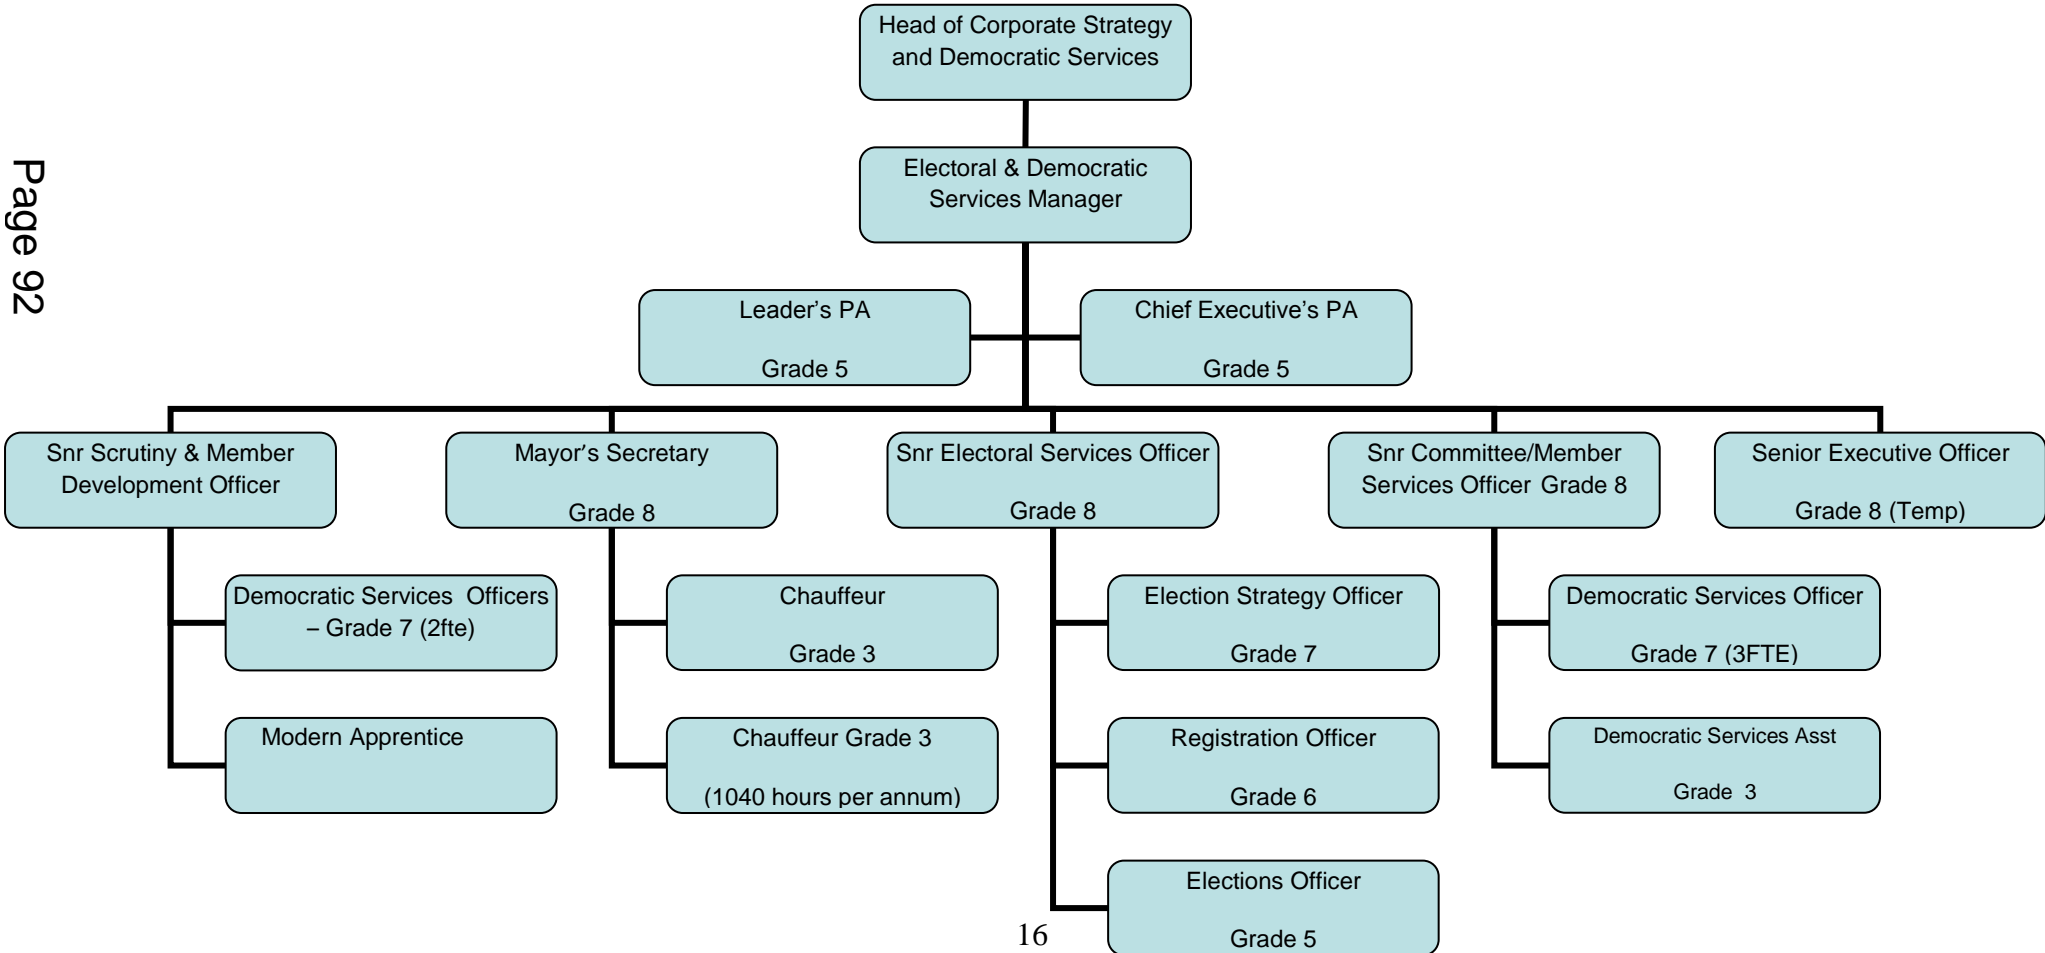 Head of Corporate Strategy
and Democratic Services
Page 92
Electoral & Democratic
Services Manager
Leader’s PA
Grade 5
Chief Executive’s PA
Grade 5
Snr Scrutiny & Member
Development Officer
Mayor’s Secretary
Grade 8
Snr Electoral Services Officer
Grade 8
Snr Committee/Member
Services Officer Grade 8
Senior Executive Officer
Grade 8 (Temp)
Democratic Services Officers
– Grade 7 (2fte)
Chauffeur
Grade 3
Election Strategy Officer
Grade 7
Democratic Services Officer
Grade 7 (3FTE)
Modern Apprentice
Chauffeur Grade 3
(1040 hours per annum)
Registration Officer
Grade 6
Democratic Services Asst
Grade 3
Elections Officer
Grade 5
16